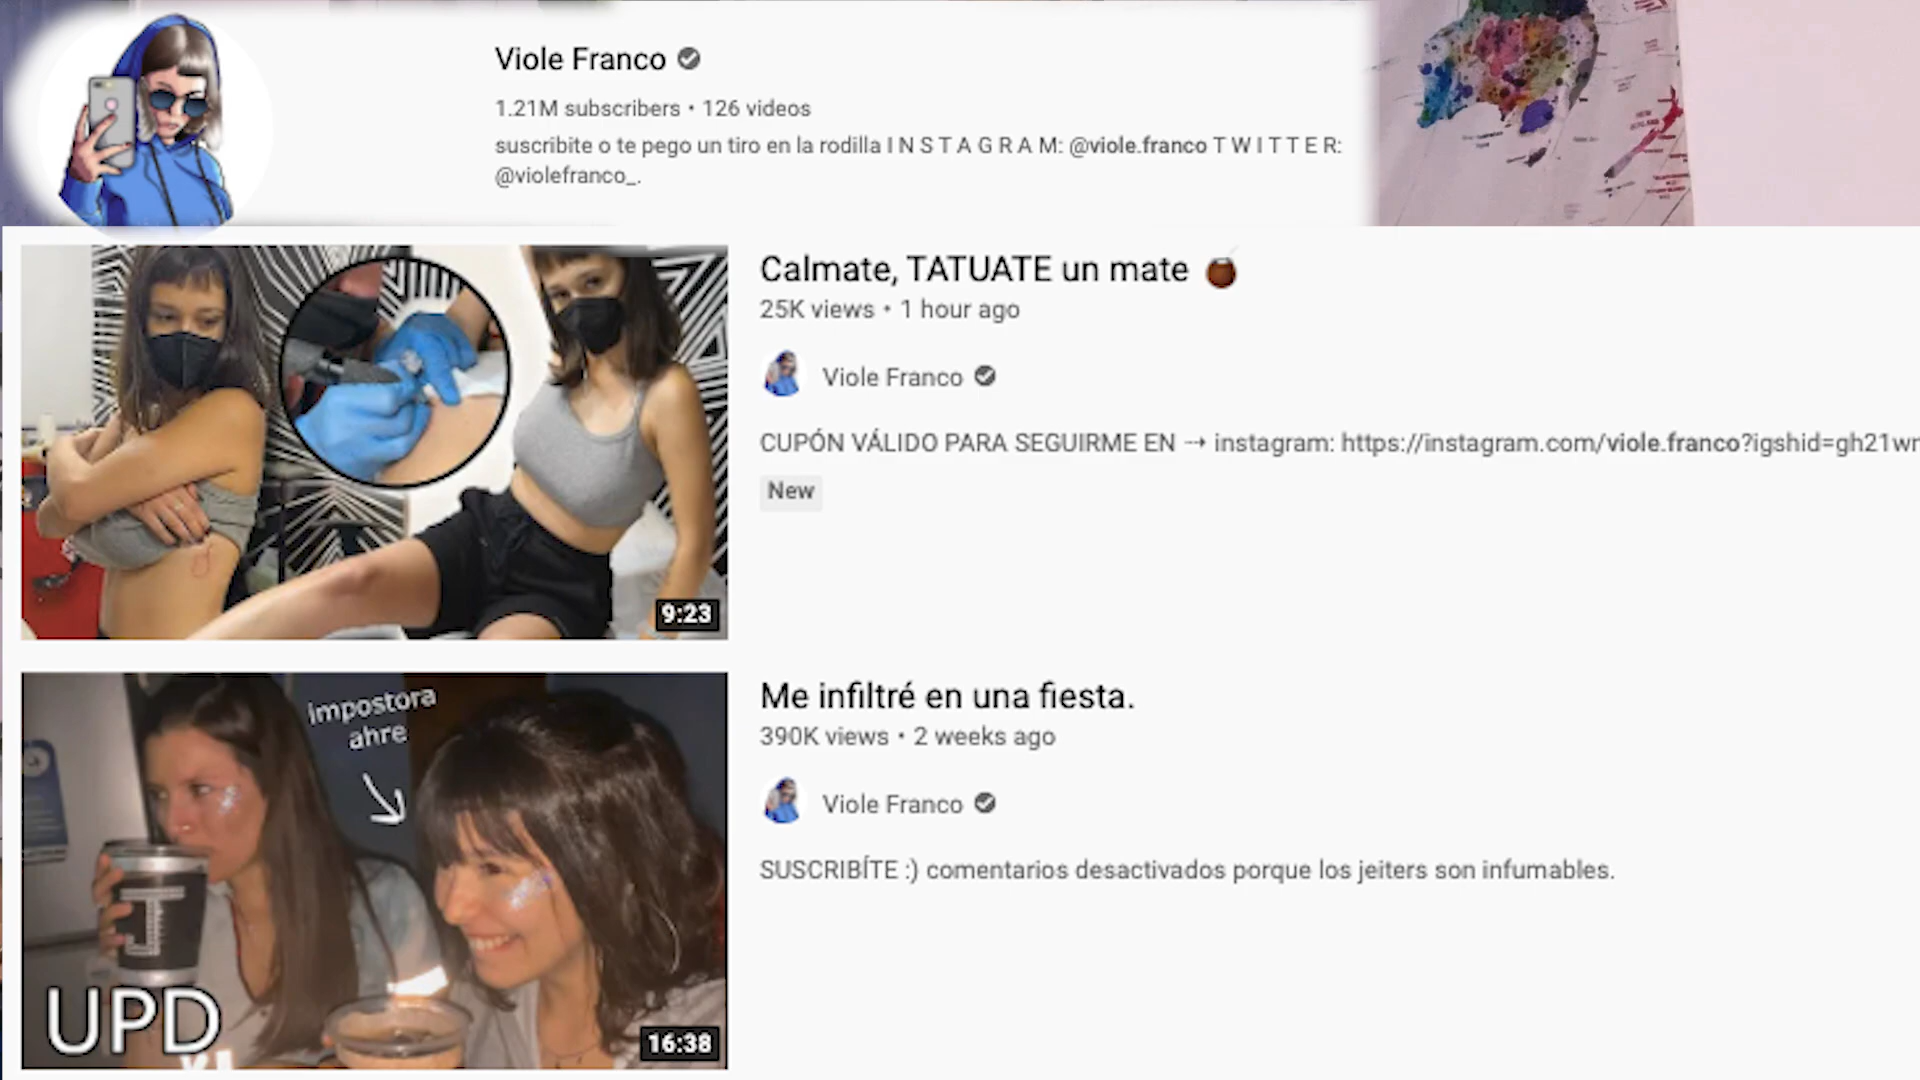 Viole Franco
1.21M subscribers • 126 videos
suscribite o te pego un tiro en la rodilla I N S T A G R A M: @viole.franco T W I T T E R:
@violefranco_.
Calmate, TATUATE un mate 🧉
25K views • 1 hour ago
Viole Franco
CUPÓN VÁLIDO PARA SEGUIRME EN ⇢ instagram: https://instagram.com/viole.franco?igshid=gh21wr
New
9:23
Me infiltré en una fiesta.
390K views • 2 weeks ago
Viole Franco
SUSCRIBÍTE :) comentarios desactivados porque los jeiters son infumables.
impostora
ahre
J
UPD
16:38